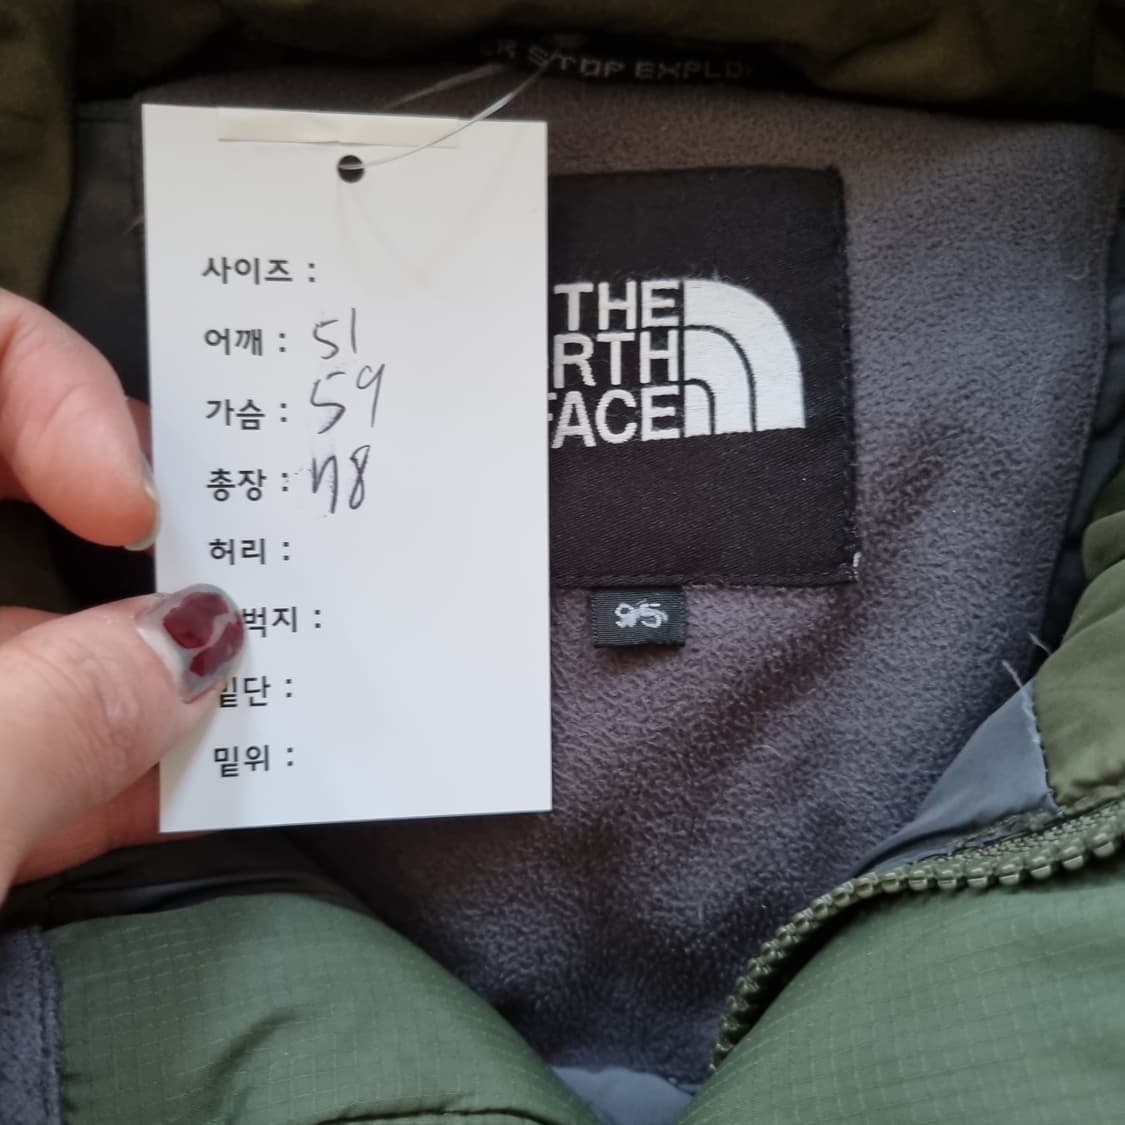 STOP EXPLO
사이즈 :
어깨 : 51
가슴 : 59
총장 : 78
허리 :
벅지 :
밑단 :
밑위 :
THE
RTH
FACE
95